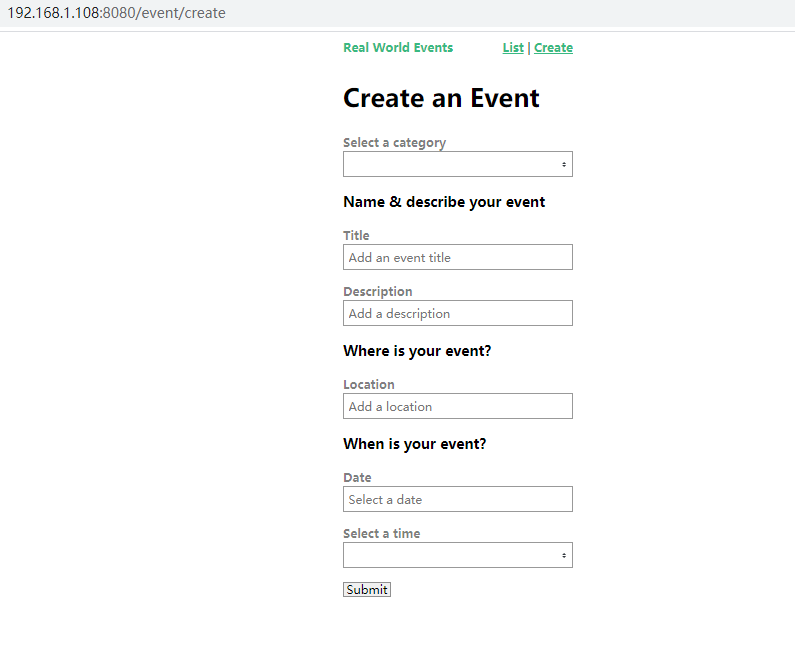 192.168.1.108:8080/event/create
Real World Events List | Create
Create an Event
Select a category
Name & describe your event
Title
Add an event title
Description
Add a description
Where is your event?
Location
Add a location
When is your event?
Date
Select a date
Select a time
Submit